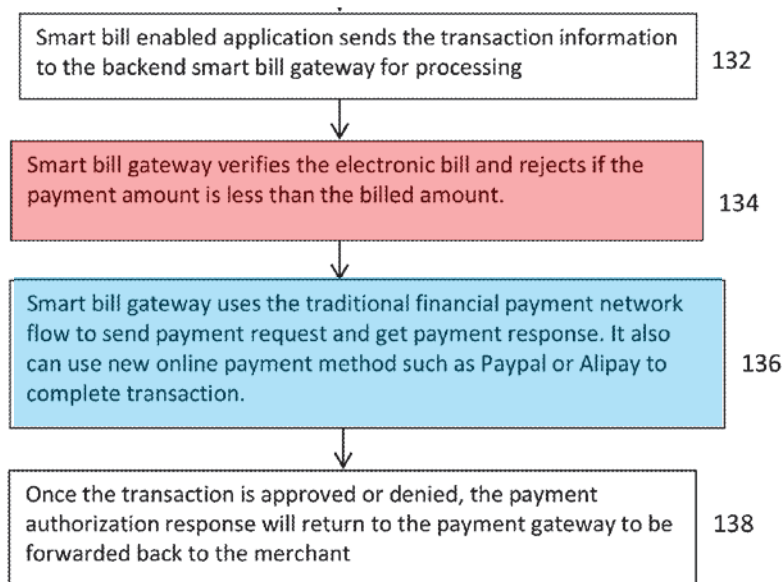 Smart bill enabled application sends the transaction information
to the backend smart bill gateway for processing
132
Smart bill gateway verifies the electronic bill and rejects if the
payment amount is less than the billed amount.
134
Smart bill gateway uses the traditional financial payment network
flow to send payment request and get payment response. It also
can use new online payment method such as Paypal or Alipay to
complete transaction.
136
Once the transaction is approved or denied, the payment
authorization response will return to the payment gateway to be
forwarded back to the merchant
138